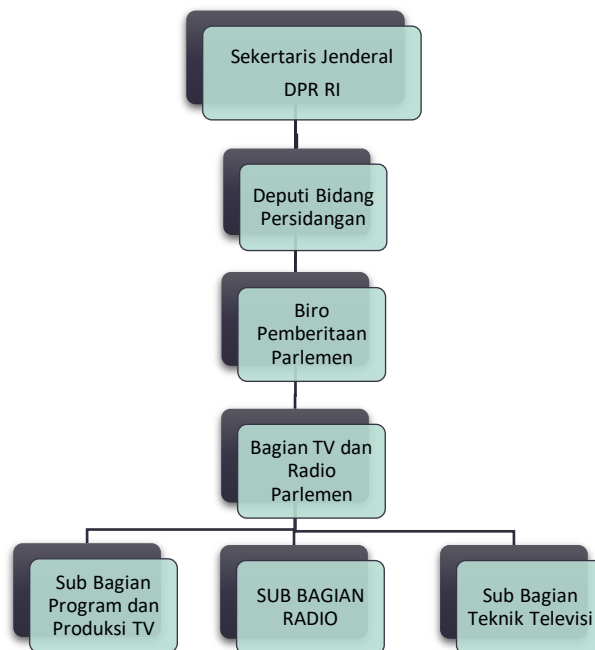 Sekertaris Jenderal
DPR RI
Deputi Bidang
Persidangan
Biro
Pemberitaan
Parlemen
Bagian TV dan
Radio
Parlemen
Sub Bagian
Program dan
Produksi TV
SUB BAGIAN
RADIO
Sub Bagian
Teknik Televisi